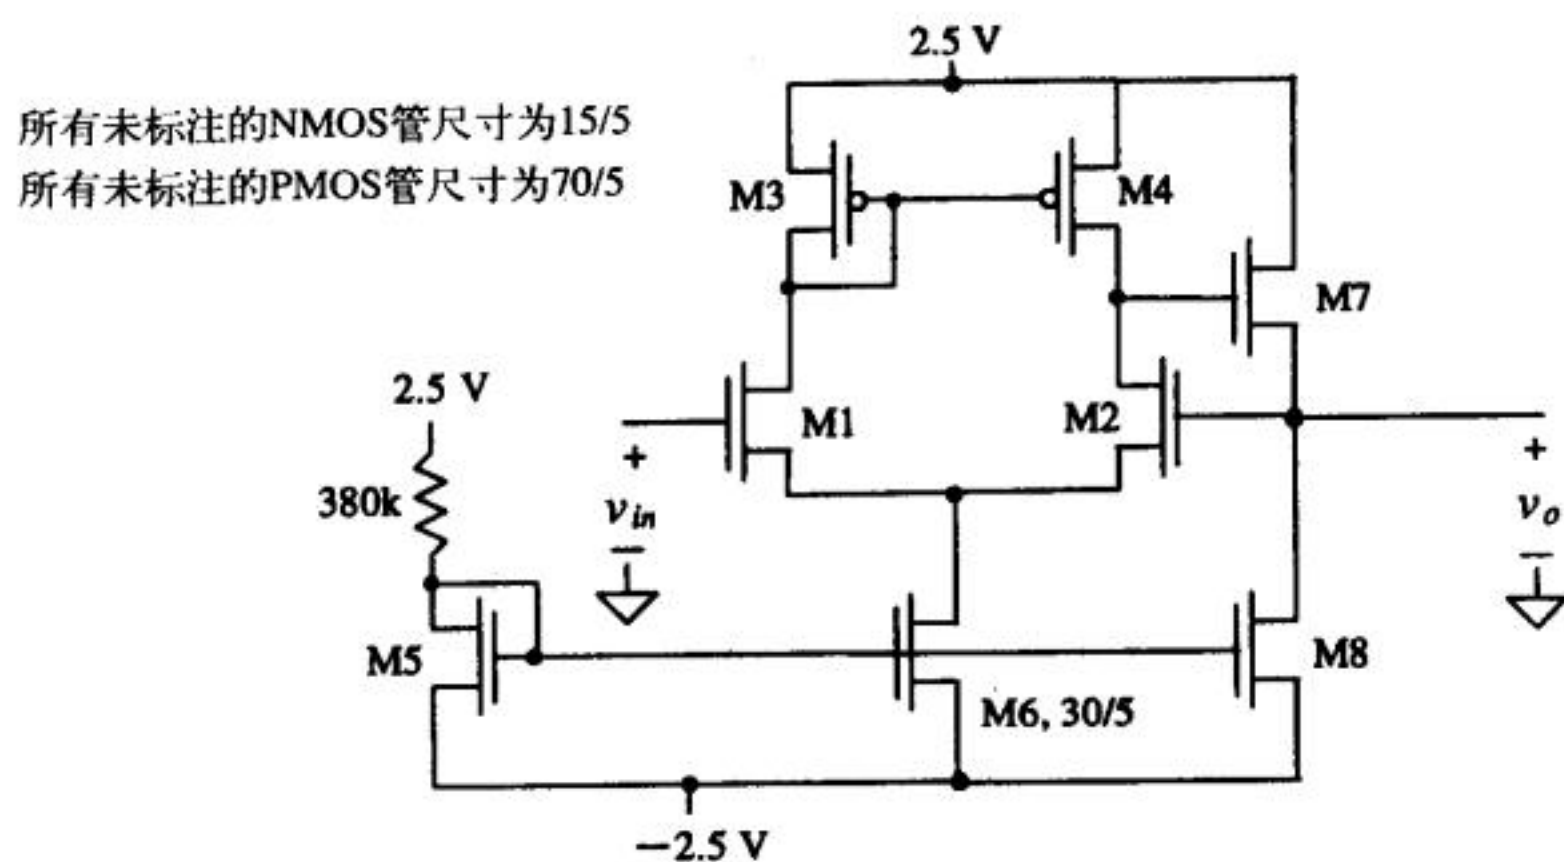 2.5 V
所有未标注的NMOS管尺寸为15/5
所有未标注的PMOS管尺寸为70/5
M3
M4
M7
2.5 V
M1
M2
380k
+
v_in
−
+
v_o
−
M5
M6, 30/5
M8
−2.5 V